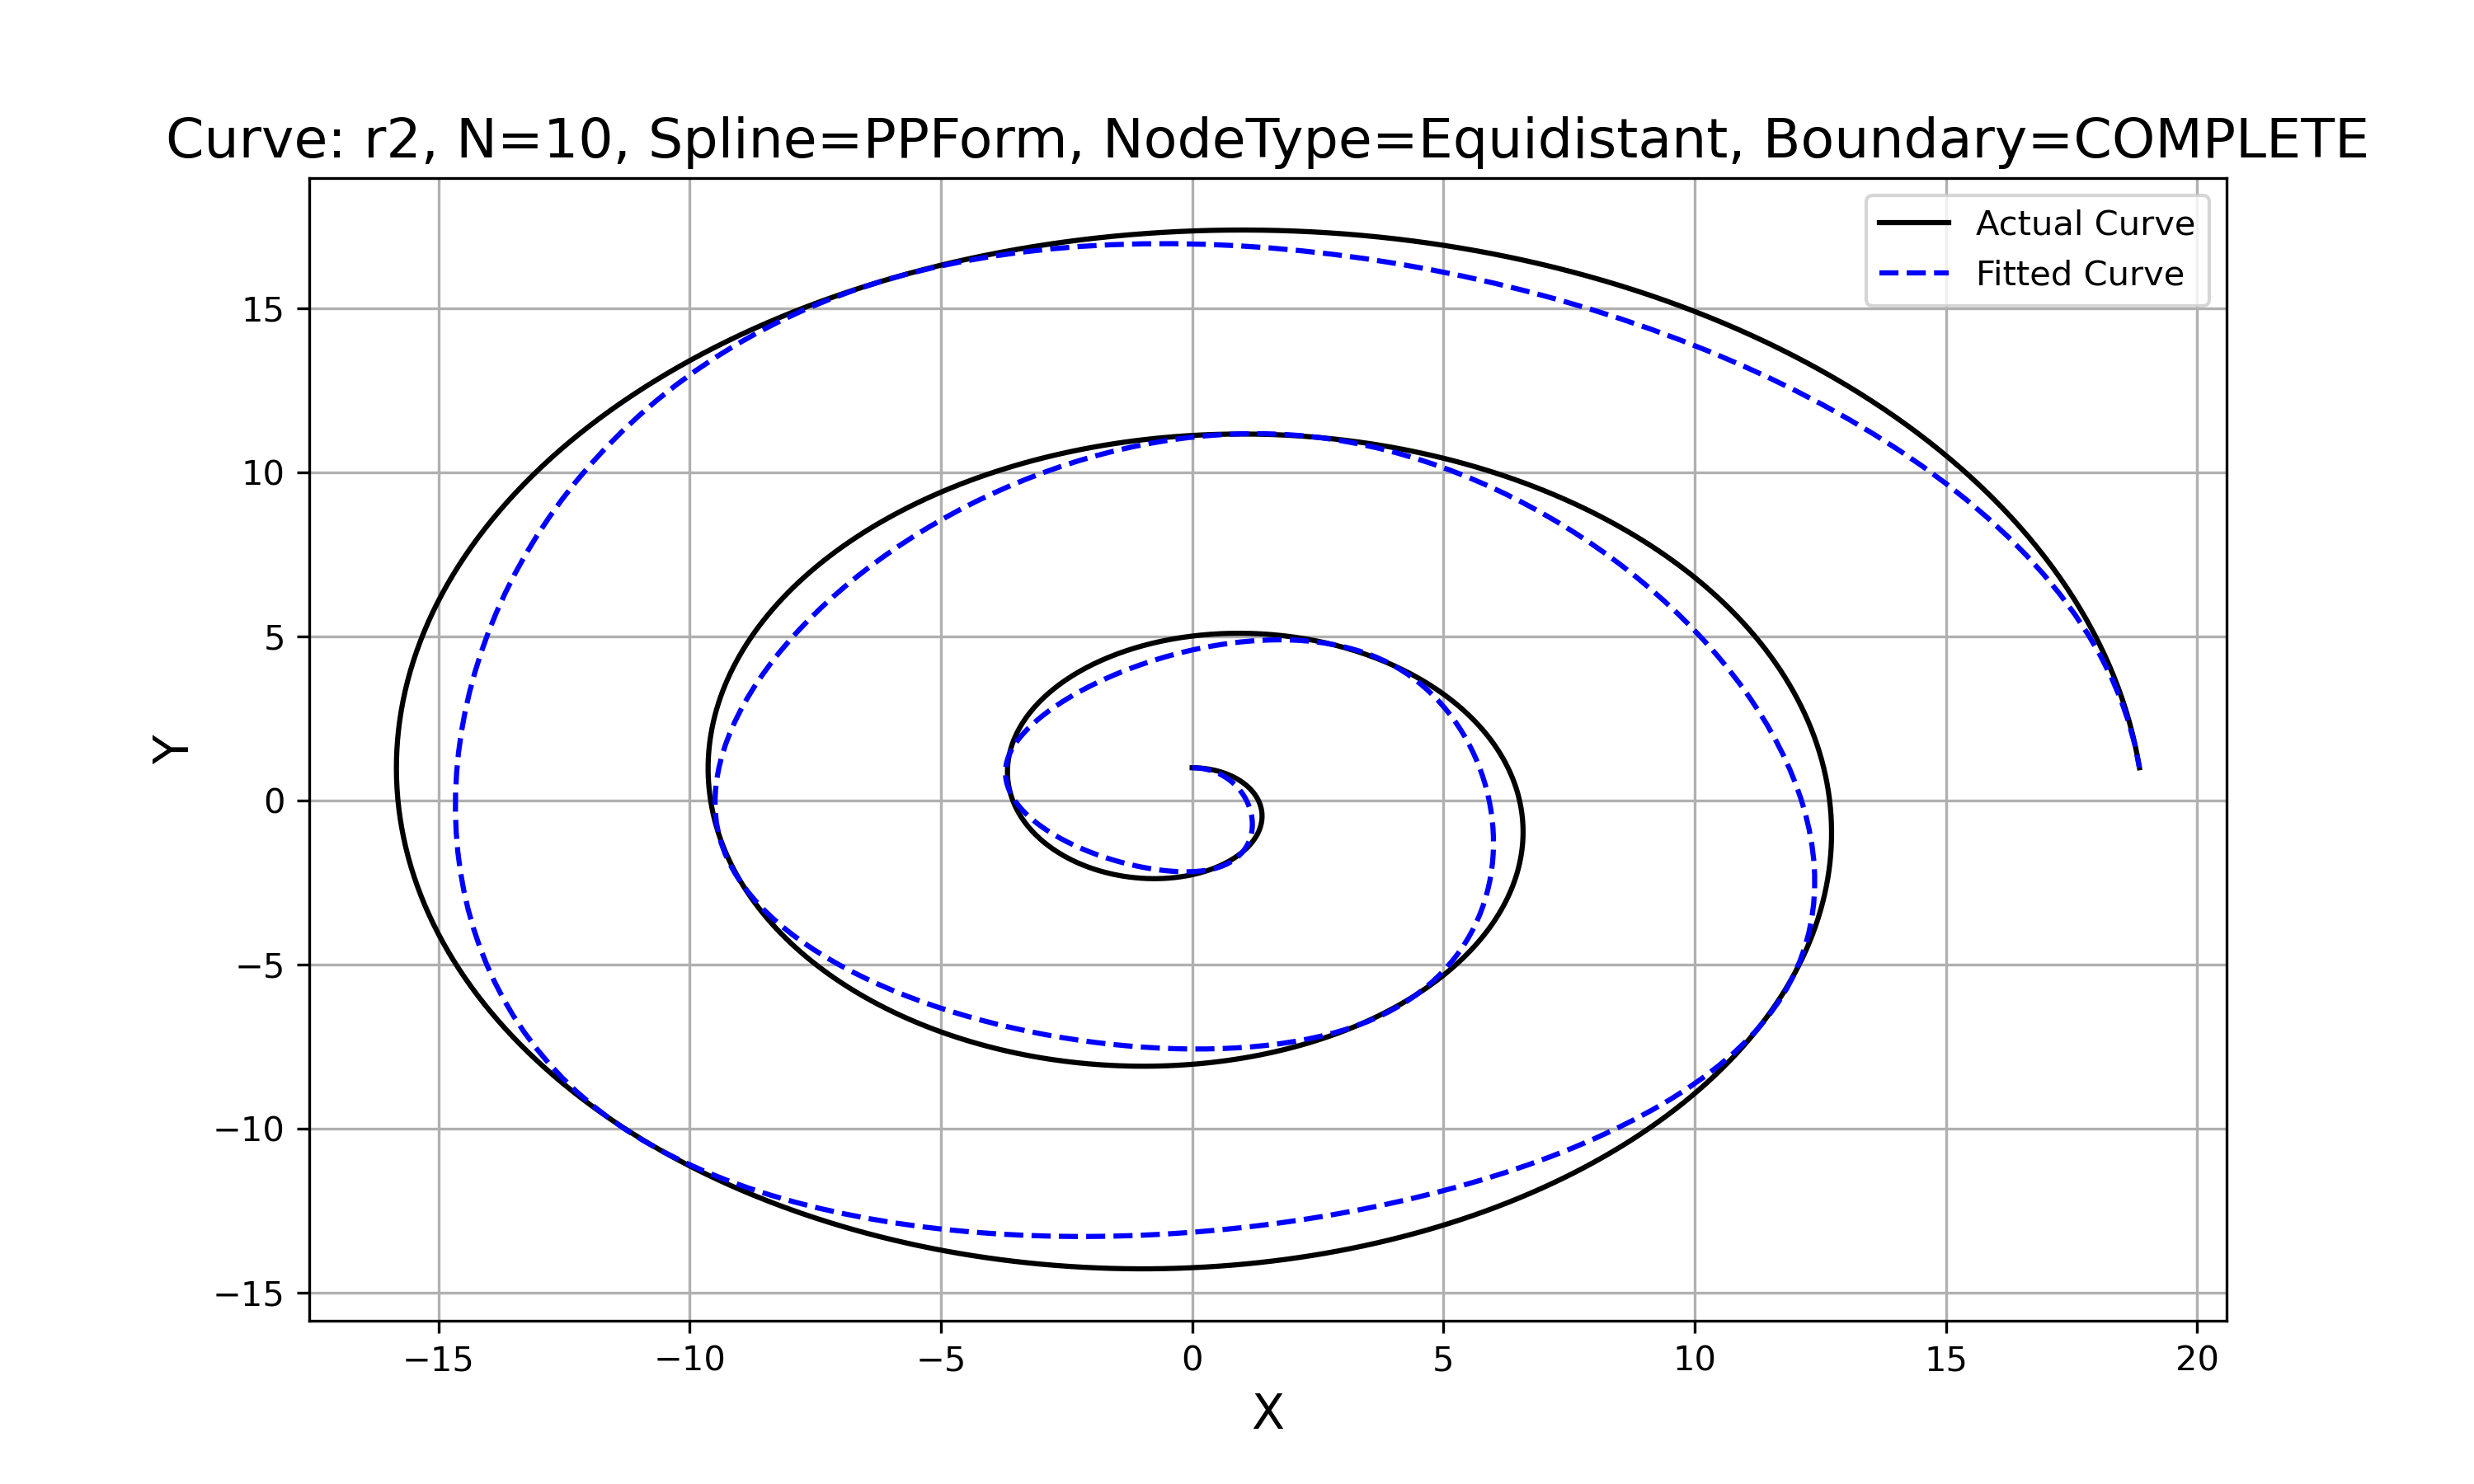 Curve: r2, N=10, Spline=PPForm, NodeType=Equidistant, Boundary=COMPLETE
Actual Curve
Fitted Curve
15
10
5
0
−5
−10
−15
Y
−15 −10 −5 0 5 10 15 20
X